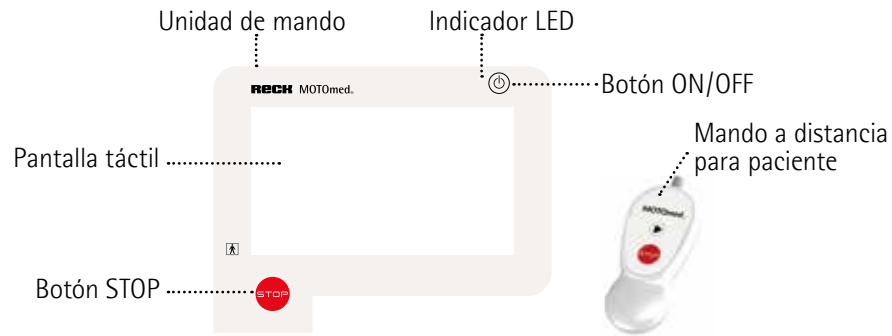 Unidad de mando
Indicador LED
RECK MOTOmed®
Botón ON/OFF
Pantalla táctil
Mando a distancia
para paciente
MOTOmed
STOP
Botón STOP
STOP